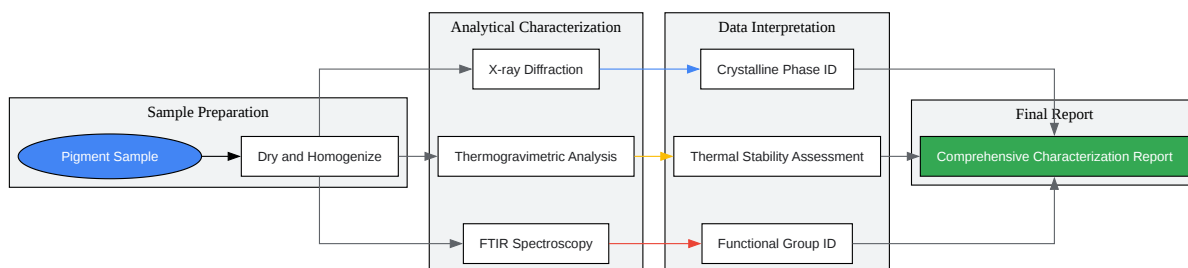 Sample Preparation
Pigment Sample
Dry and Homogenize
Analytical Characterization
X-ray Diffraction
Thermogravimetric Analysis
FTIR Spectroscopy
Data Interpretation
Crystalline Phase ID
Thermal Stability Assessment
Functional Group ID
Final Report
Comprehensive Characterization Report